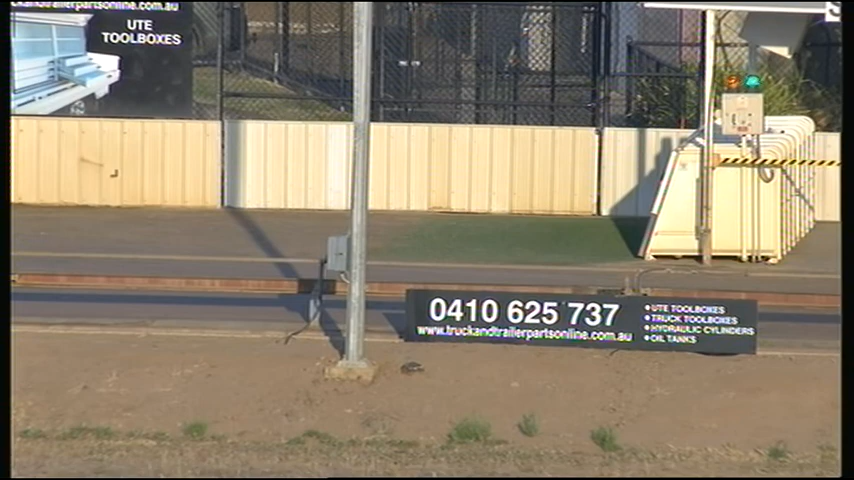 ckandtrailerpartsonline.com.au
UTE
TOOLBOXES
S
0410 625 737
www.truckandtrailerpartsonline.com.au
• UTE TOOLBOXES
• TRUCK TOOLBOXES
• HYDRAULIC CYLINDERS
• OIL TANKS